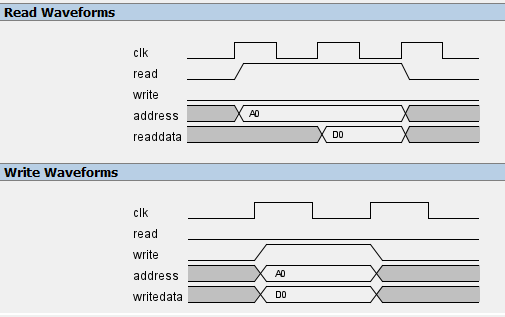 Read Waveforms
clk
read
write
address A0
readdata D0
Write Waveforms
clk
read
write
address A0
writedata D0